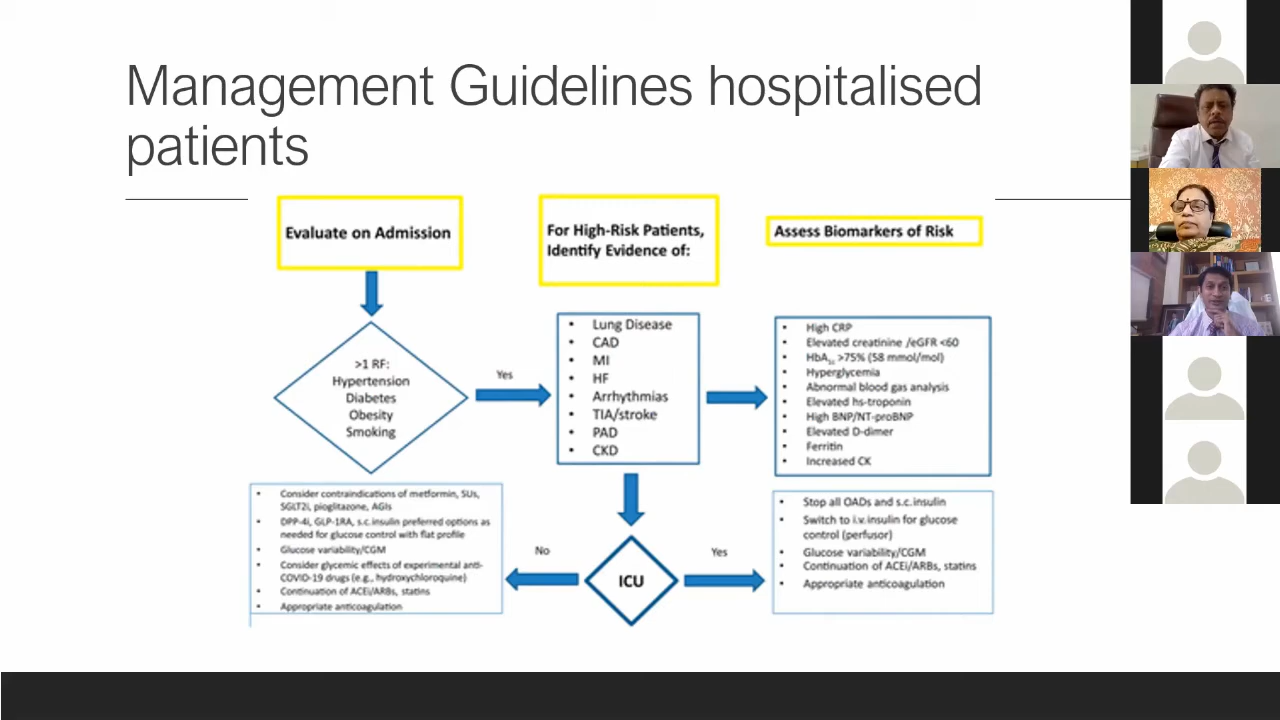 Management Guidelines hospitalised
patients
Evaluate on Admission
For High-Risk Patients,
Identify Evidence of:
Assess Biomarkers of Risk
>1 RF:
Hypertension
Diabetes
Obesity
Smoking
Yes
• Lung Disease
• CAD
• MI
• HF
• Arrhythmias
• TIA/stroke
• PAD
• CKD
• High CRP
• Elevated creatinine /eGFR <60
• HbA1c >75% (58 mmol/mol)
• Hyperglycemia
• Abnormal blood gas analysis
• Elevated hs-troponin
• High BNP/NT-proBNP
• Elevated D-dimer
• Ferritin
• Increased CK
• Consider contraindications of metformin, SUs,
SGLT2i, pioglitazone, AGIs
• DPP-4i, GLP-1RA, s.c. insulin preferred options as
needed for glucose control with flat profile
• Glucose variability/CGM
• Consider glycemic effects of experimental anti-
COVID-19 drugs (e.g., hydroxychloroquine)
• Continuation of ACEi/ARBs, statins
• Appropriate anticoagulation
No
ICU
Yes
• Stop all OADs and s.c. insulin
• Switch to i.v. insulin for glucose
control (perfusor)
• Glucose variability/CGM
• Continuation of ACEi/ARBs, statins
• Appropriate anticoagulation